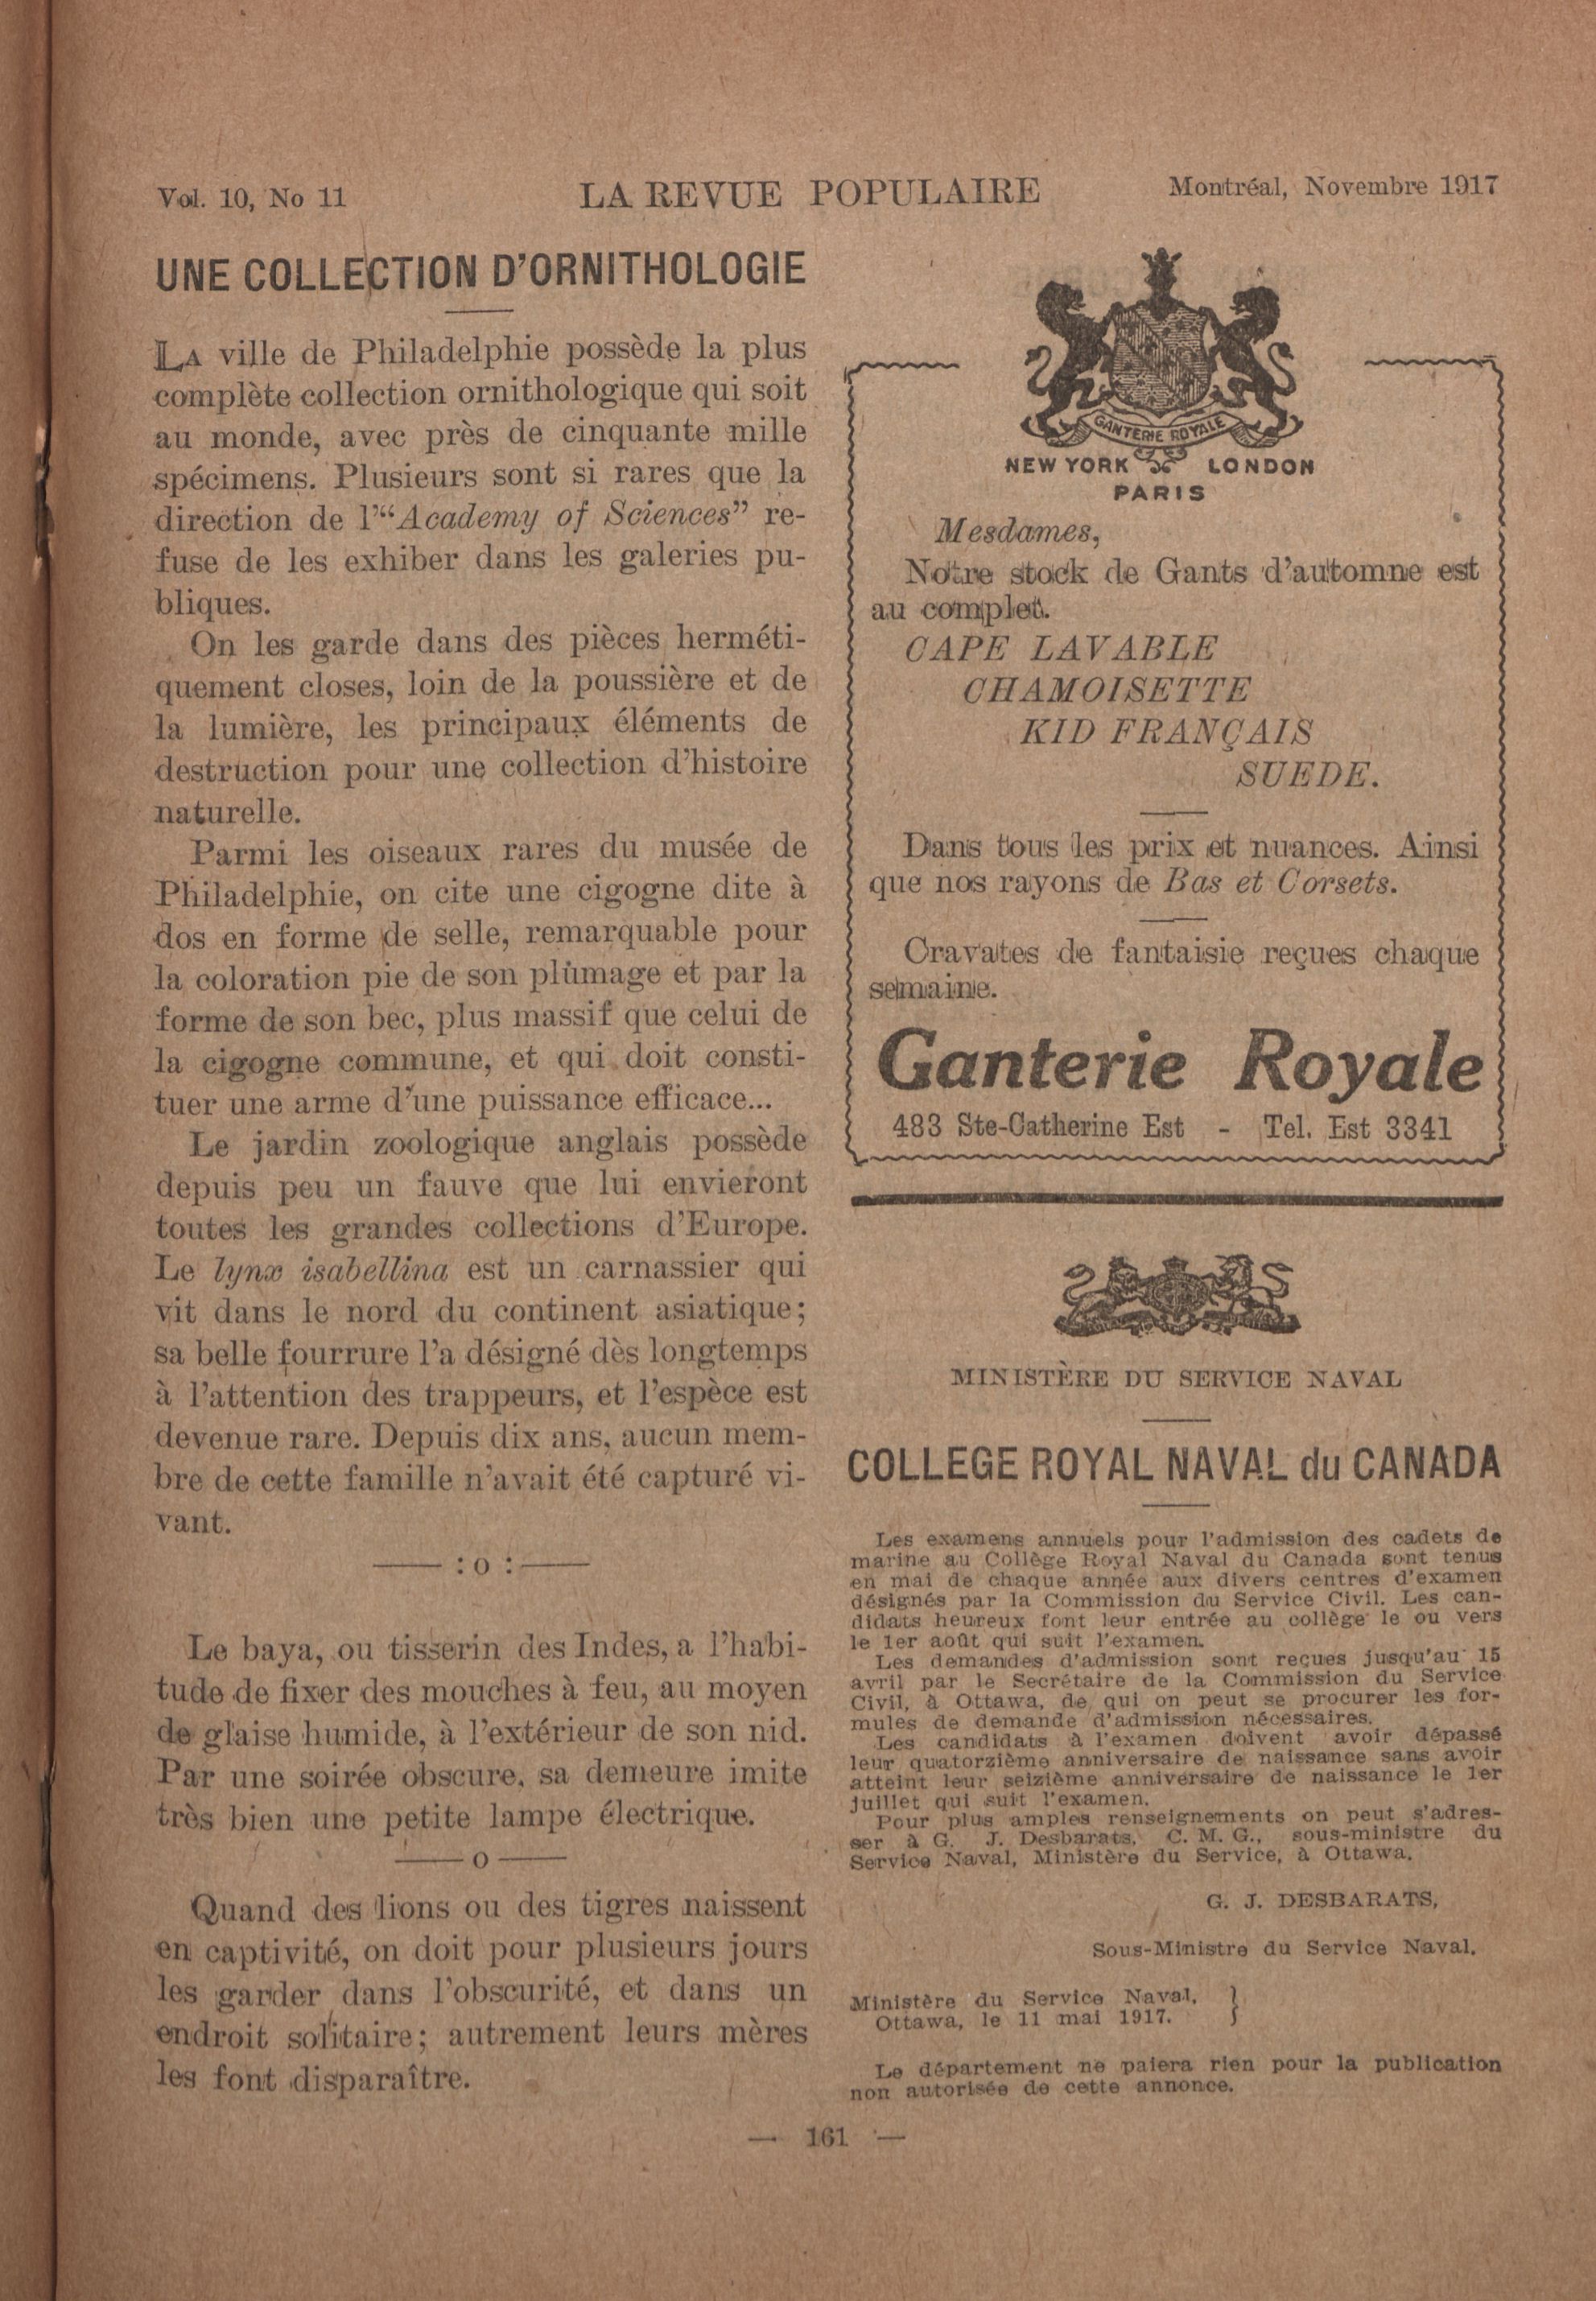 Vol. 10, No 11
LA REVUE POPULAIRE
Montréal, Novembre 1917
UNE COLLECTION D'ORNITHOLOGIE
LA ville de Philadelphie possède la plus
complète collection ornithologique qui soit
au monde, avec près de cinquante mille
spécimens. Plusieurs sont si rares que la
direction de l'“Academy of Sciences” re-
fuse de les exhiber dans les galeries pu-
bliques.
On les garde dans des pièces herméti-
quement closes, loin de la poussière et de
la lumière, les principaux éléments de
destruction pour une collection d'histoire
naturelle.
Parmi les oiseaux rares du musée de
Philadelphie, on cite une cigogne dite à
dos en forme de selle, remarquable pour
la coloration pie de son plûmage et par la
forme de son bec, plus massif que celui de
la cigogne commune, et qui doit consti-
tuer une arme d'une puissance efficace...
Le jardin zoologique anglais possède
depuis peu un fauve que lui envieront
toutes les grandes collections d'Europe.
Le lynx isabellina est un carnassier qui
vit dans le nord du continent asiatique;
sa belle fourrure l'a désigné dès longtemps
à l'attention des trappeurs, et l'espèce est
devenue rare. Depuis dix ans, aucun mem-
bre de cette famille n'avait été capturé vi-
vant.
—— : o : ——
Le baya, ou tisserin des Indes, a l'habi-
tude de fixer des mouches à feu, au moyen
de glaise humide, à l'extérieur de son nid.
Par une soirée obscure, sa demeure imite
très bien une petite lampe électrique.
—— o ——
Quand des lions ou des tigres naissent
en captivité, on doit pour plusieurs jours
les garder dans l'obscurité, et dans un
endroit solitaire; autrement leurs mères
les font disparaître.
GANTERIE ROYALE
NEW YORK LONDON
PARIS
Mesdames,
Notre stock de Gants d'automne est
au complet.
CAPE LAVABLE
CHAMOISETTE
KID FRANÇAIS
SUEDE.
Dans tous les prix et nuances. Ainsi
que nos rayons de Bas et Corsets.
Cravates de fantaisie reçues chaque
semaine.
Ganterie Royale
483 Ste-Catherine Est - Tel. Est 3341
MINISTÈRE DU SERVICE NAVAL
COLLEGE ROYAL NAVAL du CANADA
Les examens annuels pour l'admission des cadets de
marine au Collège Royal Naval du Canada sont tenus
en mai de chaque année aux divers centres d'examen
désignés par la Commission du Service Civil. Les can-
didats heureux font leur entrée au collège le ou vers
le 1er août qui suit l'examen.
Les demandes d'admission sont reçues jusqu'au 15
avril par le Secrétaire de la Commission du Service
Civil, à Ottawa, de qui on peut se procurer les for-
mules de demande d'admission nécessaires.
Les candidats à l'examen doivent avoir dépassé
leur quatorzième anniversaire de naissance sans avoir
atteint leur seizième anniversaire de naissance le 1er
juillet qui suit l'examen.
Pour plus amples renseignements on peut s'adres-
ser à G. J. Desbarats, C. M. G., sous-ministre du
Service Naval, Ministère du Service, à Ottawa.
G. J. DESBARATS,
Sous-Ministre du Service Naval.
Ministère du Service Naval, }
Ottawa, le 11 mai 1917.
Le département ne paiera rien pour la publication
non autorisée de cette annonce.
— 161 —